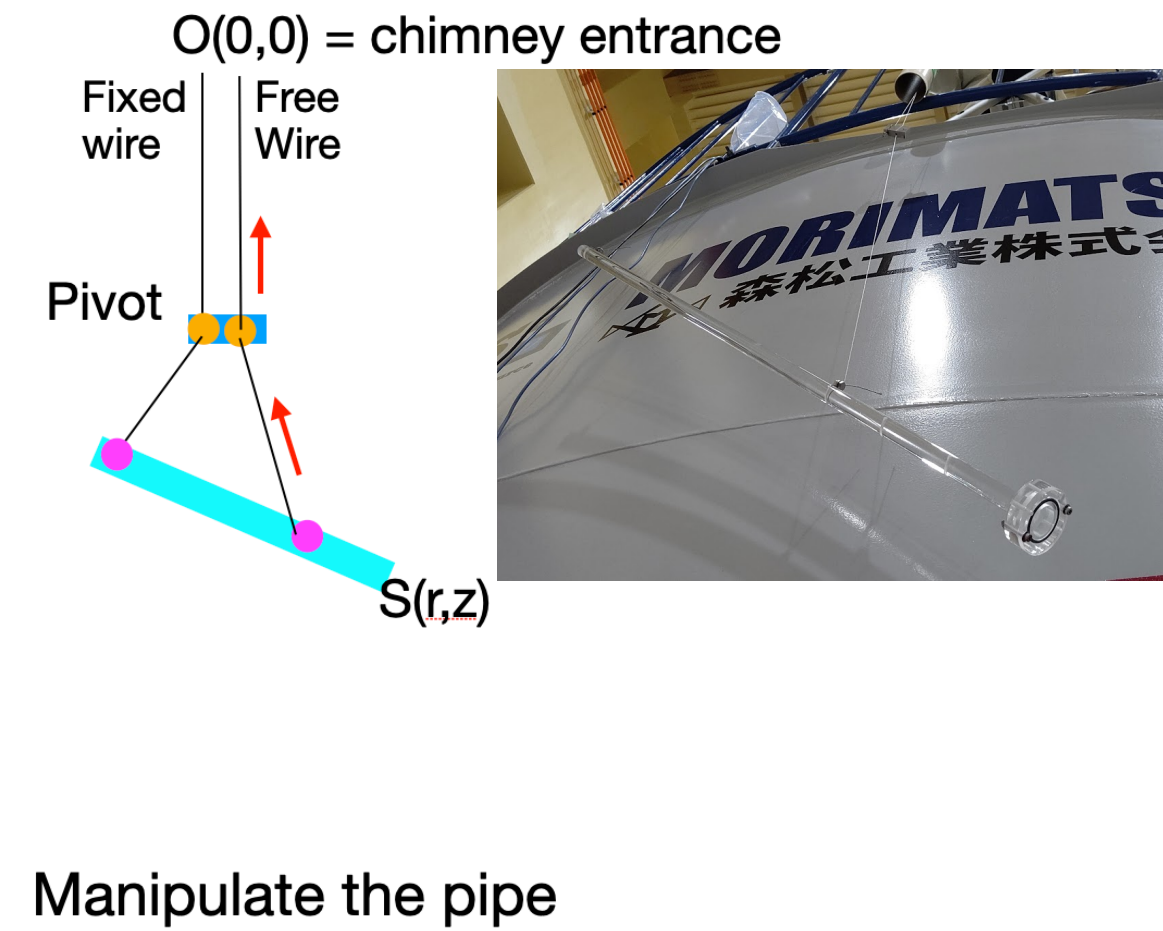 O(0,0) = chimney entrance
Fixed wire
Free Wire
Pivot
S(r,z)
MORIMATS
森松工業株式会
Manipulate the pipe